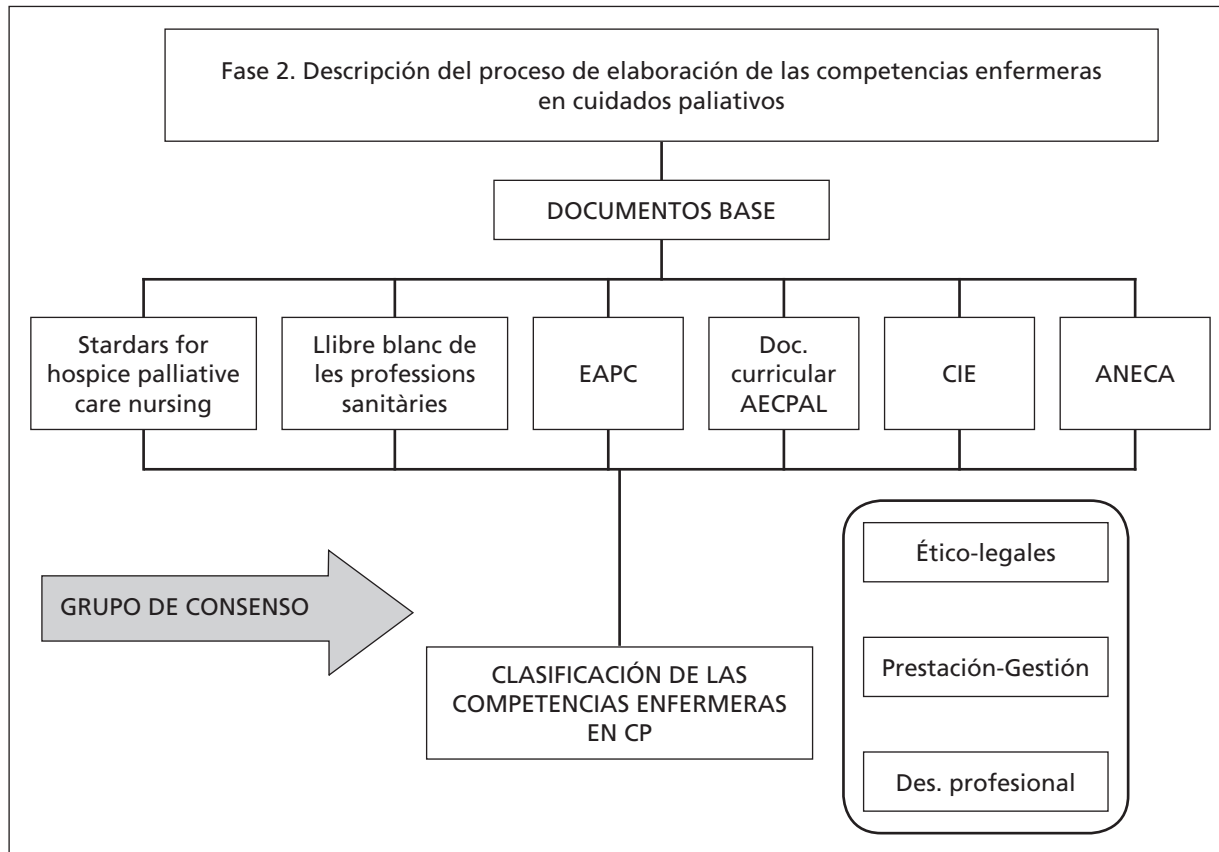 Fase 2. Descripción del proceso de elaboración de las competencias enfermeras
en cuidados paliativos
DOCUMENTOS BASE
Stardars for
hospice palliative
care nursing
Llibre blanc de
les professions
sanitàries
EAPC
Doc.
curricular
AECPAL
CIE
ANECA
GRUPO DE CONSENSO
CLASIFICACIÓN DE LAS
COMPETENCIAS ENFERMERAS
EN CP
Ético-legales
Prestación-Gestión
Des. profesional